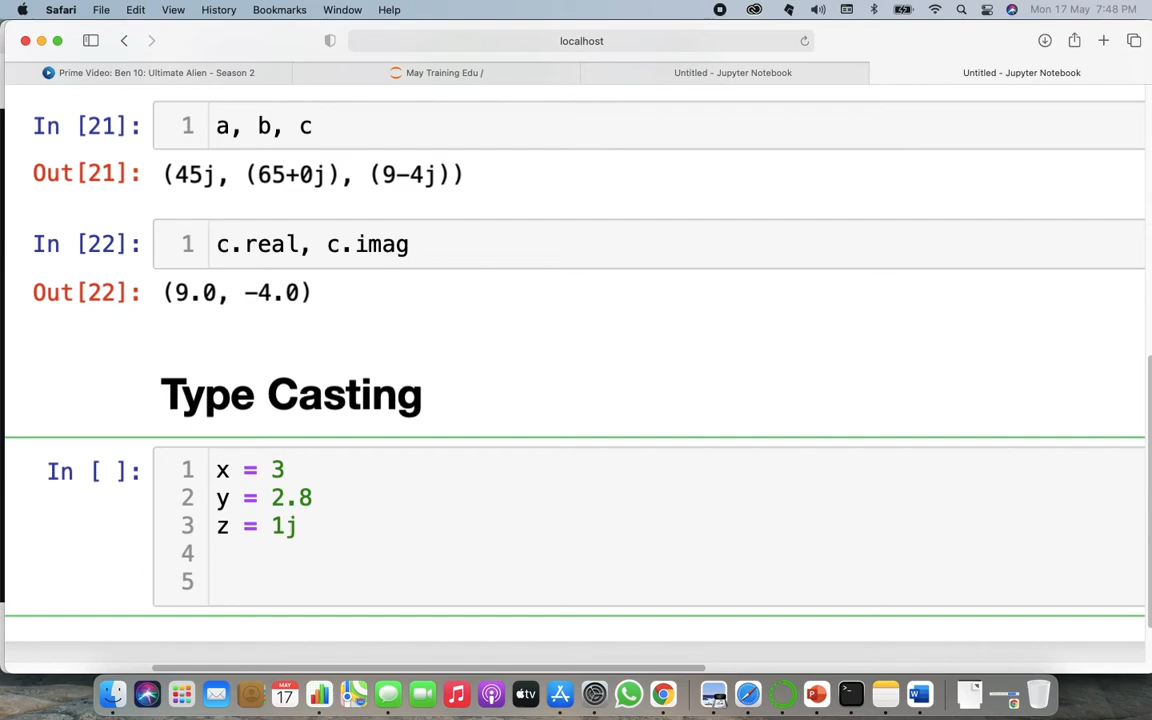 Safari File Edit View History Bookmarks Window Help Mon 17 May 7:48 PM
localhost
Prime Video: Ben 10: Ultimate Alien - Season 2 May Training Edu / Untitled - Jupyter Notebook Untitled - Jupyter Notebook
In [21]: 1 a, b, c
Out[21]: (45j, (65+0j), (9-4j))
In [22]: 1 c.real, c.imag
Out[22]: (9.0, -4.0)
Type Casting
In [ ]: 1 x = 3
2 y = 2.8
3 z = 1j
4
5
MAY
17
tv